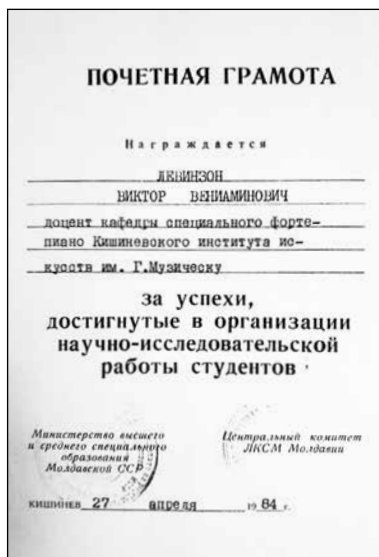 ПОЧЕТНАЯ ГРАМОТА
Награждается
ЛЕВИНЗОН
ВИКТОР ВЕНИАМИНОВИЧ
доцент кафедры специального форте-
пиано Кишиневского института ис-
кусств им. Г.Музическу
за успехи,
достигнутые в организации
научно-исследовательской
работы студентов
Министерство высшего
и среднего специального
образования
Молдавской ССР
Центральный комитет
ЛКСМ Молдавии
КИШИНЕВ 27 апреля 1984 г.